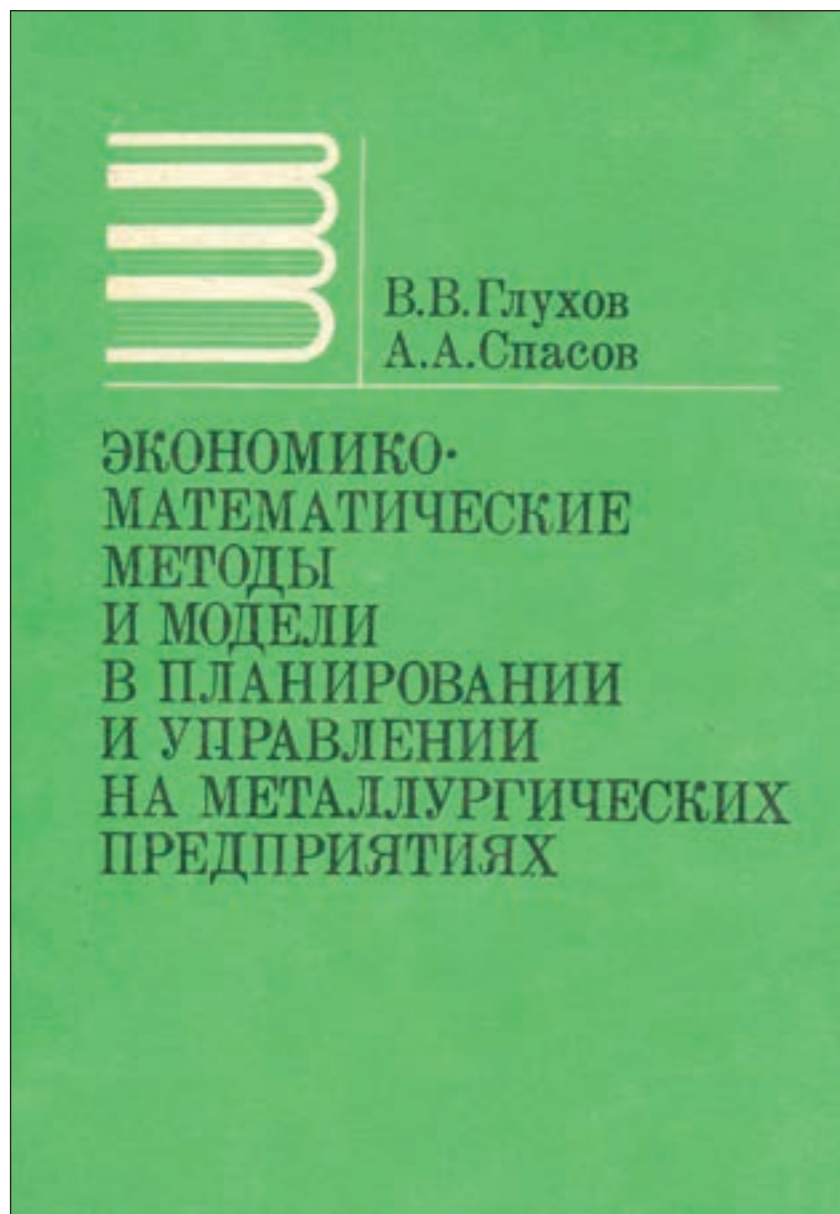 В.В.Глухов
А.А.Спасов
ЭКОНОМИКО-
МАТЕМАТИЧЕСКИЕ
МЕТОДЫ
И МОДЕЛИ
В ПЛАНИРОВАНИИ
И УПРАВЛЕНИИ
НА МЕТАЛЛУРГИЧЕСКИХ
ПРЕДПРИЯТИЯХ